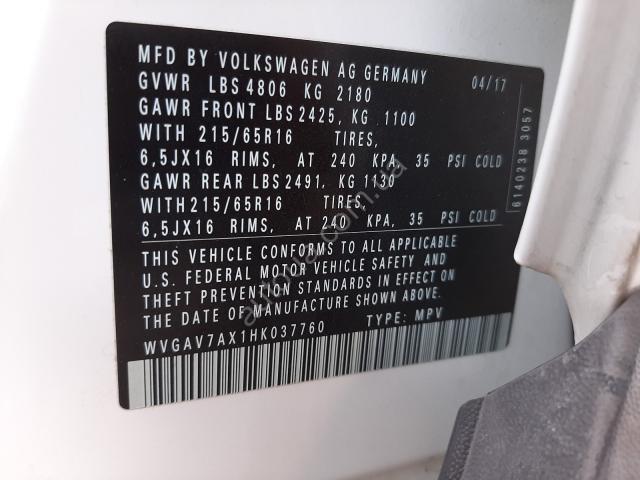 MFD BY VOLKSWAGEN AG GERMANY 04/17
GVWR LBS 4806 KG 2180
GAWR FRONT LBS 2425, KG 1100
WITH 215/65R16 TIRES,
6,5JX16 RIMS, AT 240 KPA, 35 PSI COLD
GAWR REAR LBS 2491, KG 1130
WITH 215/65R16 TIRES,
6,5JX16 RIMS, AT 240 KPA, 35 PSI COLD
THIS VEHICLE CONFORMS TO ALL APPLICABLE
U.S. FEDERAL MOTOR VEHICLE SAFETY AND
THEFT PREVENTION STANDARDS IN EFFECT ON
THE DATE OF MANUFACTURE SHOWN ABOVE.
WVGAV7AX1HK037760 TYPE: MPV
6140238 3057
autoua.com.ua